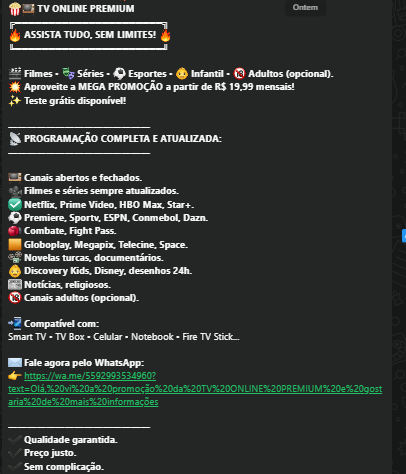 Ontem
🍿📺 TV ONLINE PREMIUM
╔══════════════════╗
🔥 ASSISTA TUDO, SEM LIMITES! 🔥
╚══════════════════╝
🎬 Filmes • 🎭 Séries • ⚽ Esportes • 👶 Infantil • 🔞 Adultos (opcional).
💥 Aproveite a MEGA PROMOÇÃO a partir de R$ 19,99 mensais!
✨ Teste grátis disponível!
━━━━━━━━━━━━━━━━━━
📡 PROGRAMAÇÃO COMPLETA E ATUALIZADA:
━━━━━━━━━━━━━━━━━━
📺 Canais abertos e fechados.
🎥 Filmes e séries sempre atualizados.
✅ Netflix, Prime Video, HBO Max, Star+.
⚽ Premiere, Sportv, ESPN, Conmebol, Dazn.
🥊 Combate, Fight Pass.
🟧 Globoplay, Megapix, Telecine, Space.
📽 Novelas turcas, documentários.
👶 Discovery Kids, Disney, desenhos 24h.
📰 Notícias, religiosos.
🔞 Canais adultos (opcional).
📲 Compatível com:
Smart TV • TV Box • Celular • Notebook • Fire TV Stick...
📩 Fale agora pelo WhatsApp:
👉 https://wa.me/5592993534960?
text=Olá,%20vi%20a%20promoção%20da%20TV%20ONLINE%20PREMIUM%20e%20gost
aria%20de%20mais%20informações
━━━━━━━━━━━━━━━━━━
✔ Qualidade garantida.
✔ Preço justo.
✔ Sem complicação.